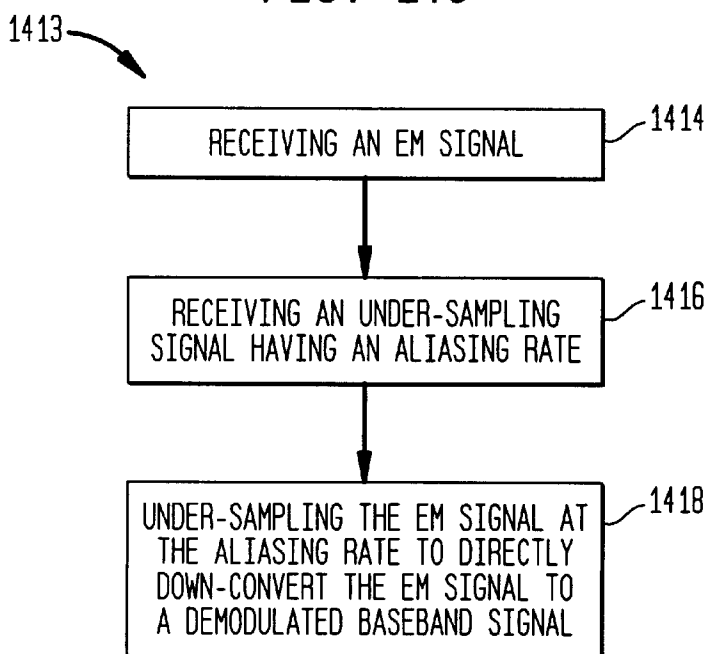 1413
RECEIVING AN EM SIGNAL
1414
RECEIVING AN UNDER-SAMPLING
SIGNAL HAVING AN ALIASING RATE
1416
UNDER-SAMPLING THE EM SIGNAL AT
THE ALIASING RATE TO DIRECTLY
DOWN-CONVERT THE EM SIGNAL TO
A DEMODULATED BASEBAND SIGNAL
1418